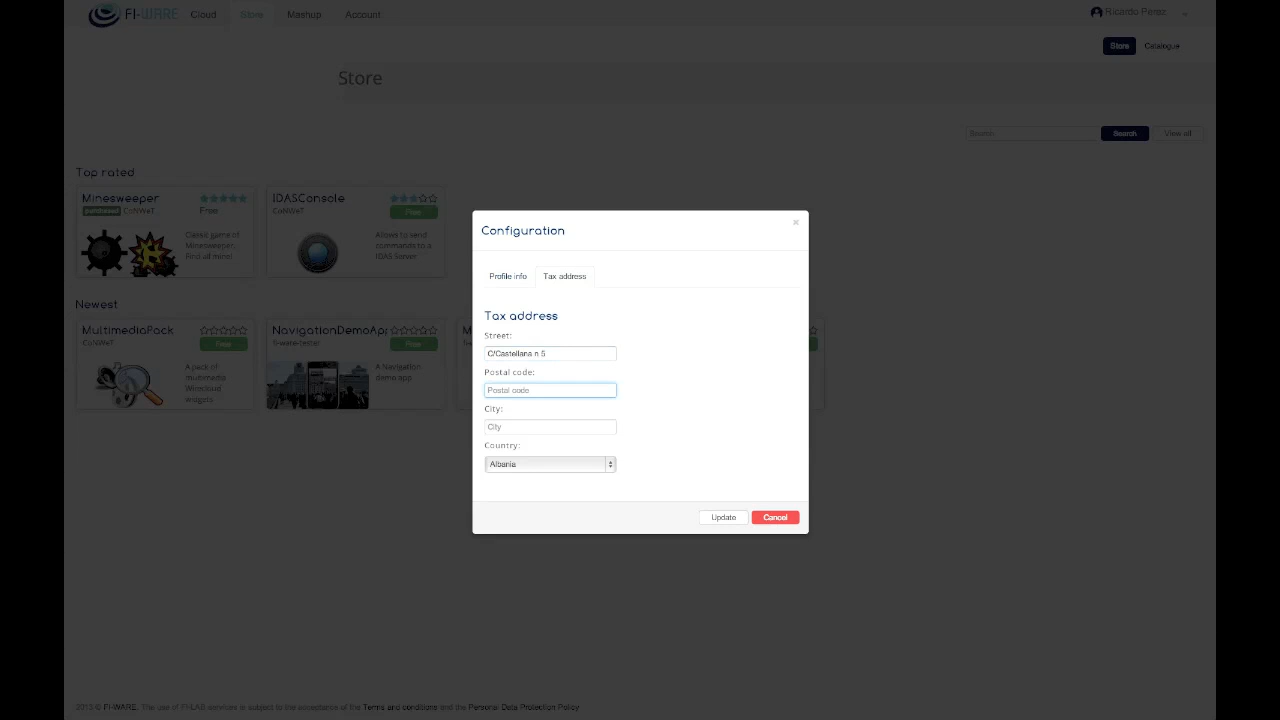 FI-WARE Cloud Store Mashup Account Ricardo Perez
Store Catalogue
Store
Search Search View all
Top rated
Minesweeper
purchased CoNWeT Free
Classic game of
Minesweeper,
Find all mine!
IDASConsole
CoNWeT Free
Allows to send
commands to a
IDAS Server
Newest
MultimediaPack
CoNWeT Free
A pack of
multimedia
Wirecloud
widgets
NavigationDemoApp
Free
A Navigation
demo app
Configuration ×
Profile info Tax address
Tax address
Street:
C/Castellana n 5
Postal code:
Postal code
City:
City
Country:
Albania
Update Cancel
2013 © FI-WARE. The use of FI-LAB services is subject to the acceptance of the Terms and conditions and the Personal Data Protection Policy